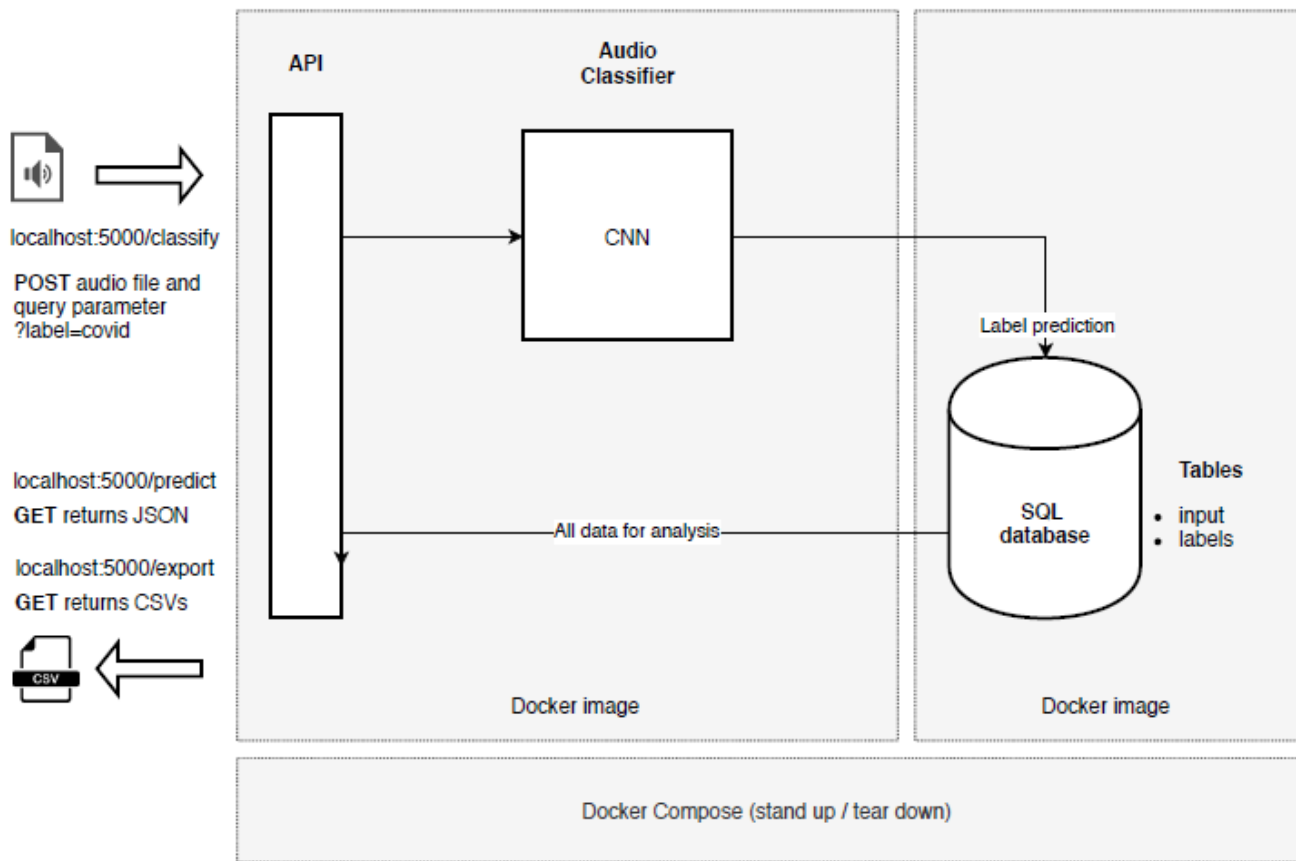 API
Audio
Classifier
localhost:5000/classify
POST audio file and
query parameter
?label=covid
CNN
Label prediction
localhost:5000/predict
GET returns JSON
localhost:5000/export
GET returns CSVs
CSV
All data for analysis
SQL
database
Tables
• input
• labels
Docker image
Docker image
Docker Compose (stand up / tear down)